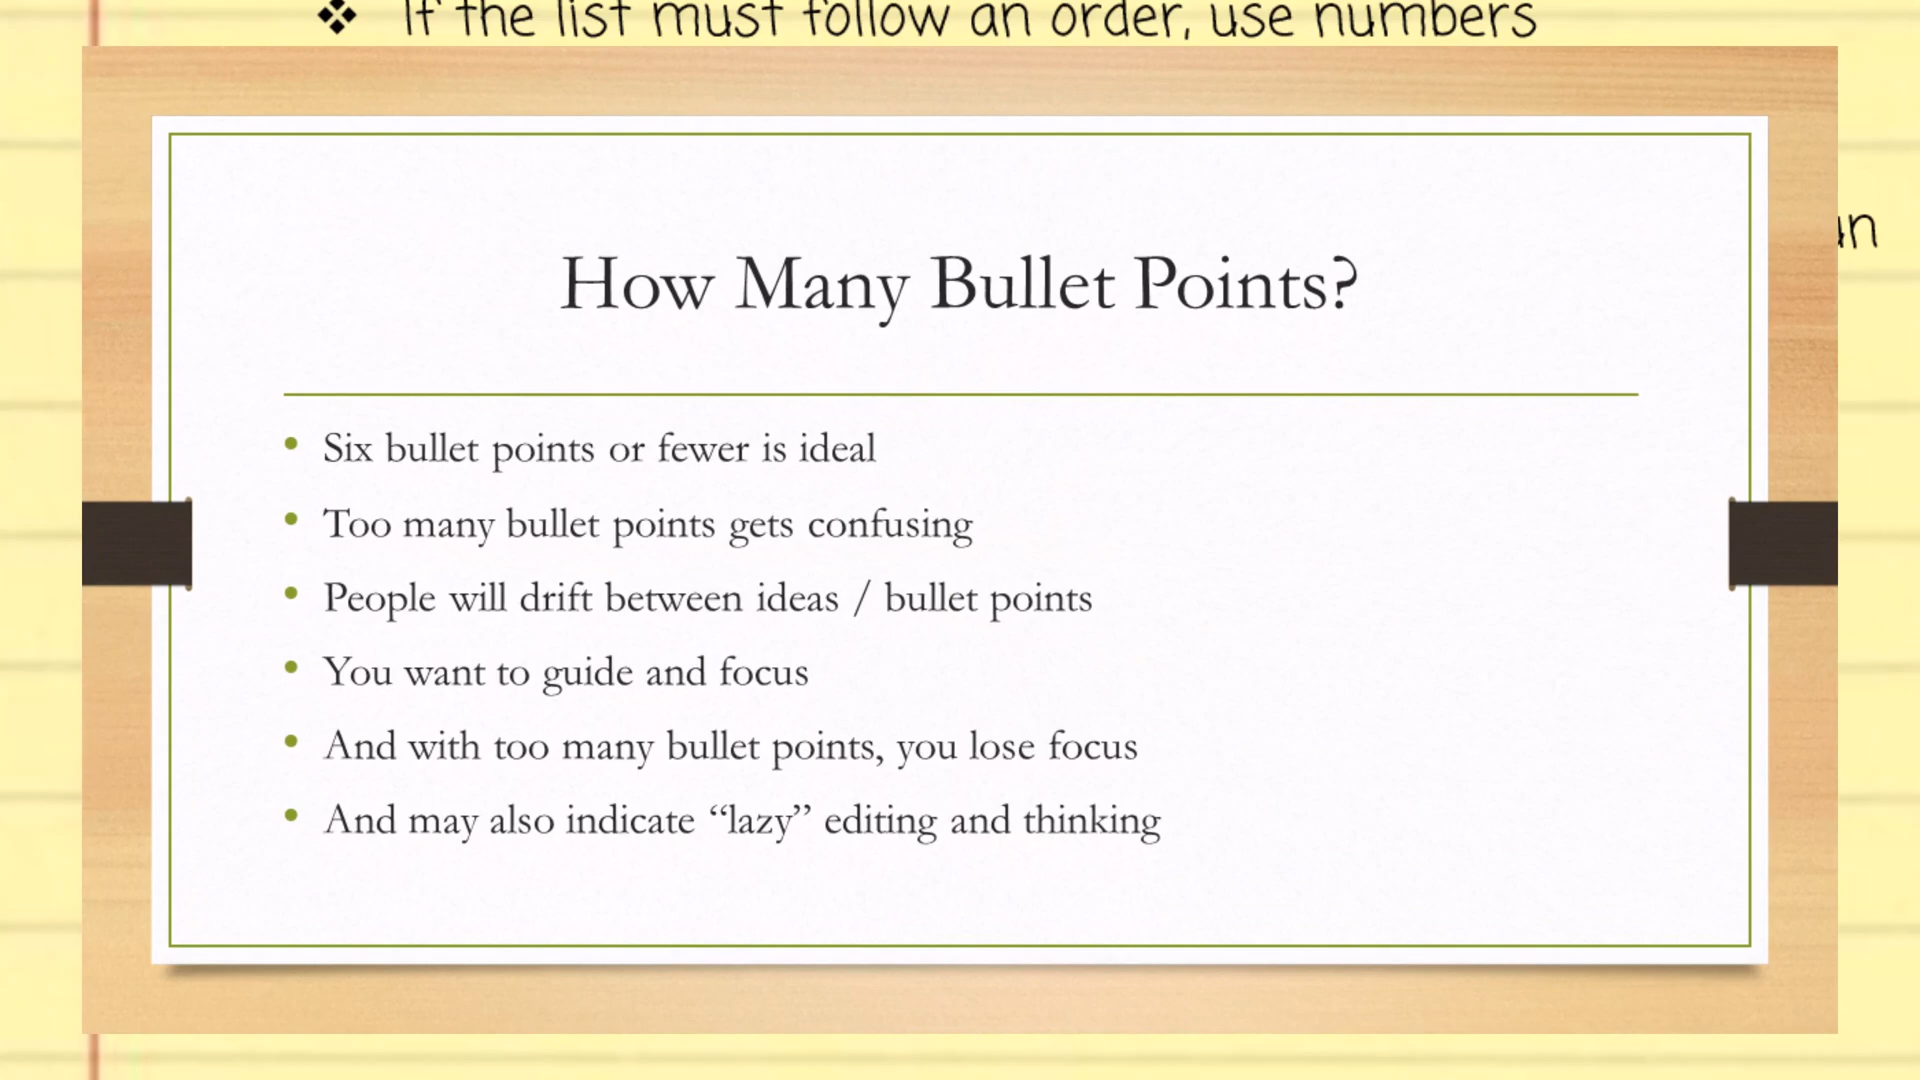 If the list must follow an order, use numbers
How Many Bullet Points?
Six bullet points or fewer is ideal
Too many bullet points gets confusing
People will drift between ideas / bullet points
You want to guide and focus
And with too many bullet points, you lose focus
And may also indicate “lazy” editing and thinking